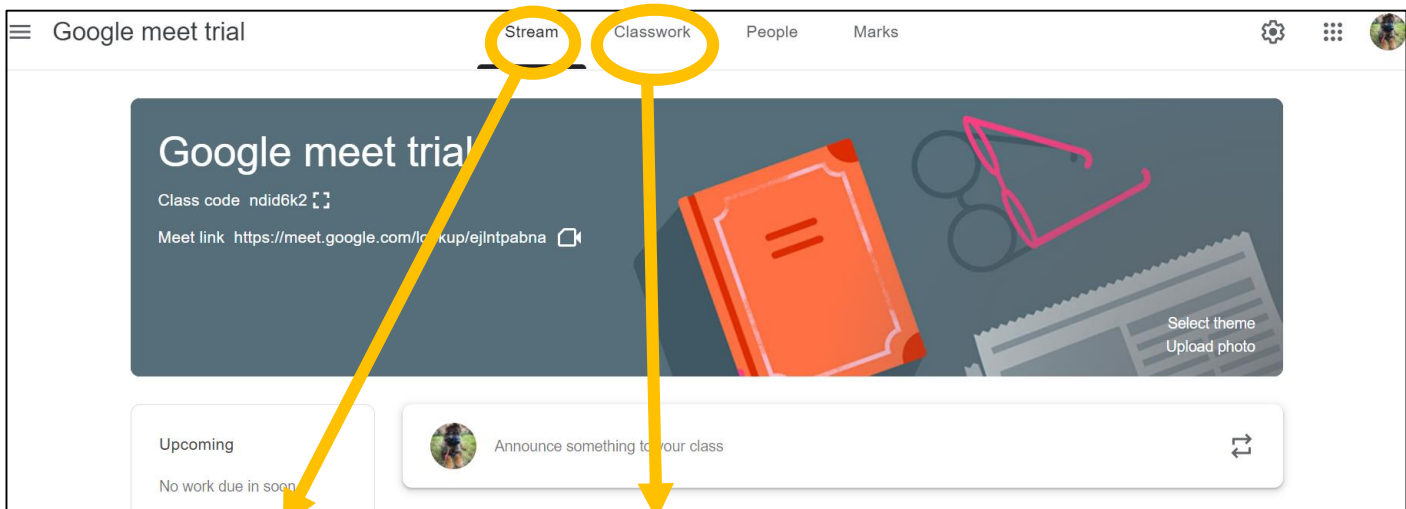 Google meet trial
Stream Classwork People Marks
Google meet trial
Class code ndid6k2
Meet link https://meet.google.com/lookup/ejlntpabna
Select theme
Upload photo
Upcoming
No work due in soon
Announce something to your class